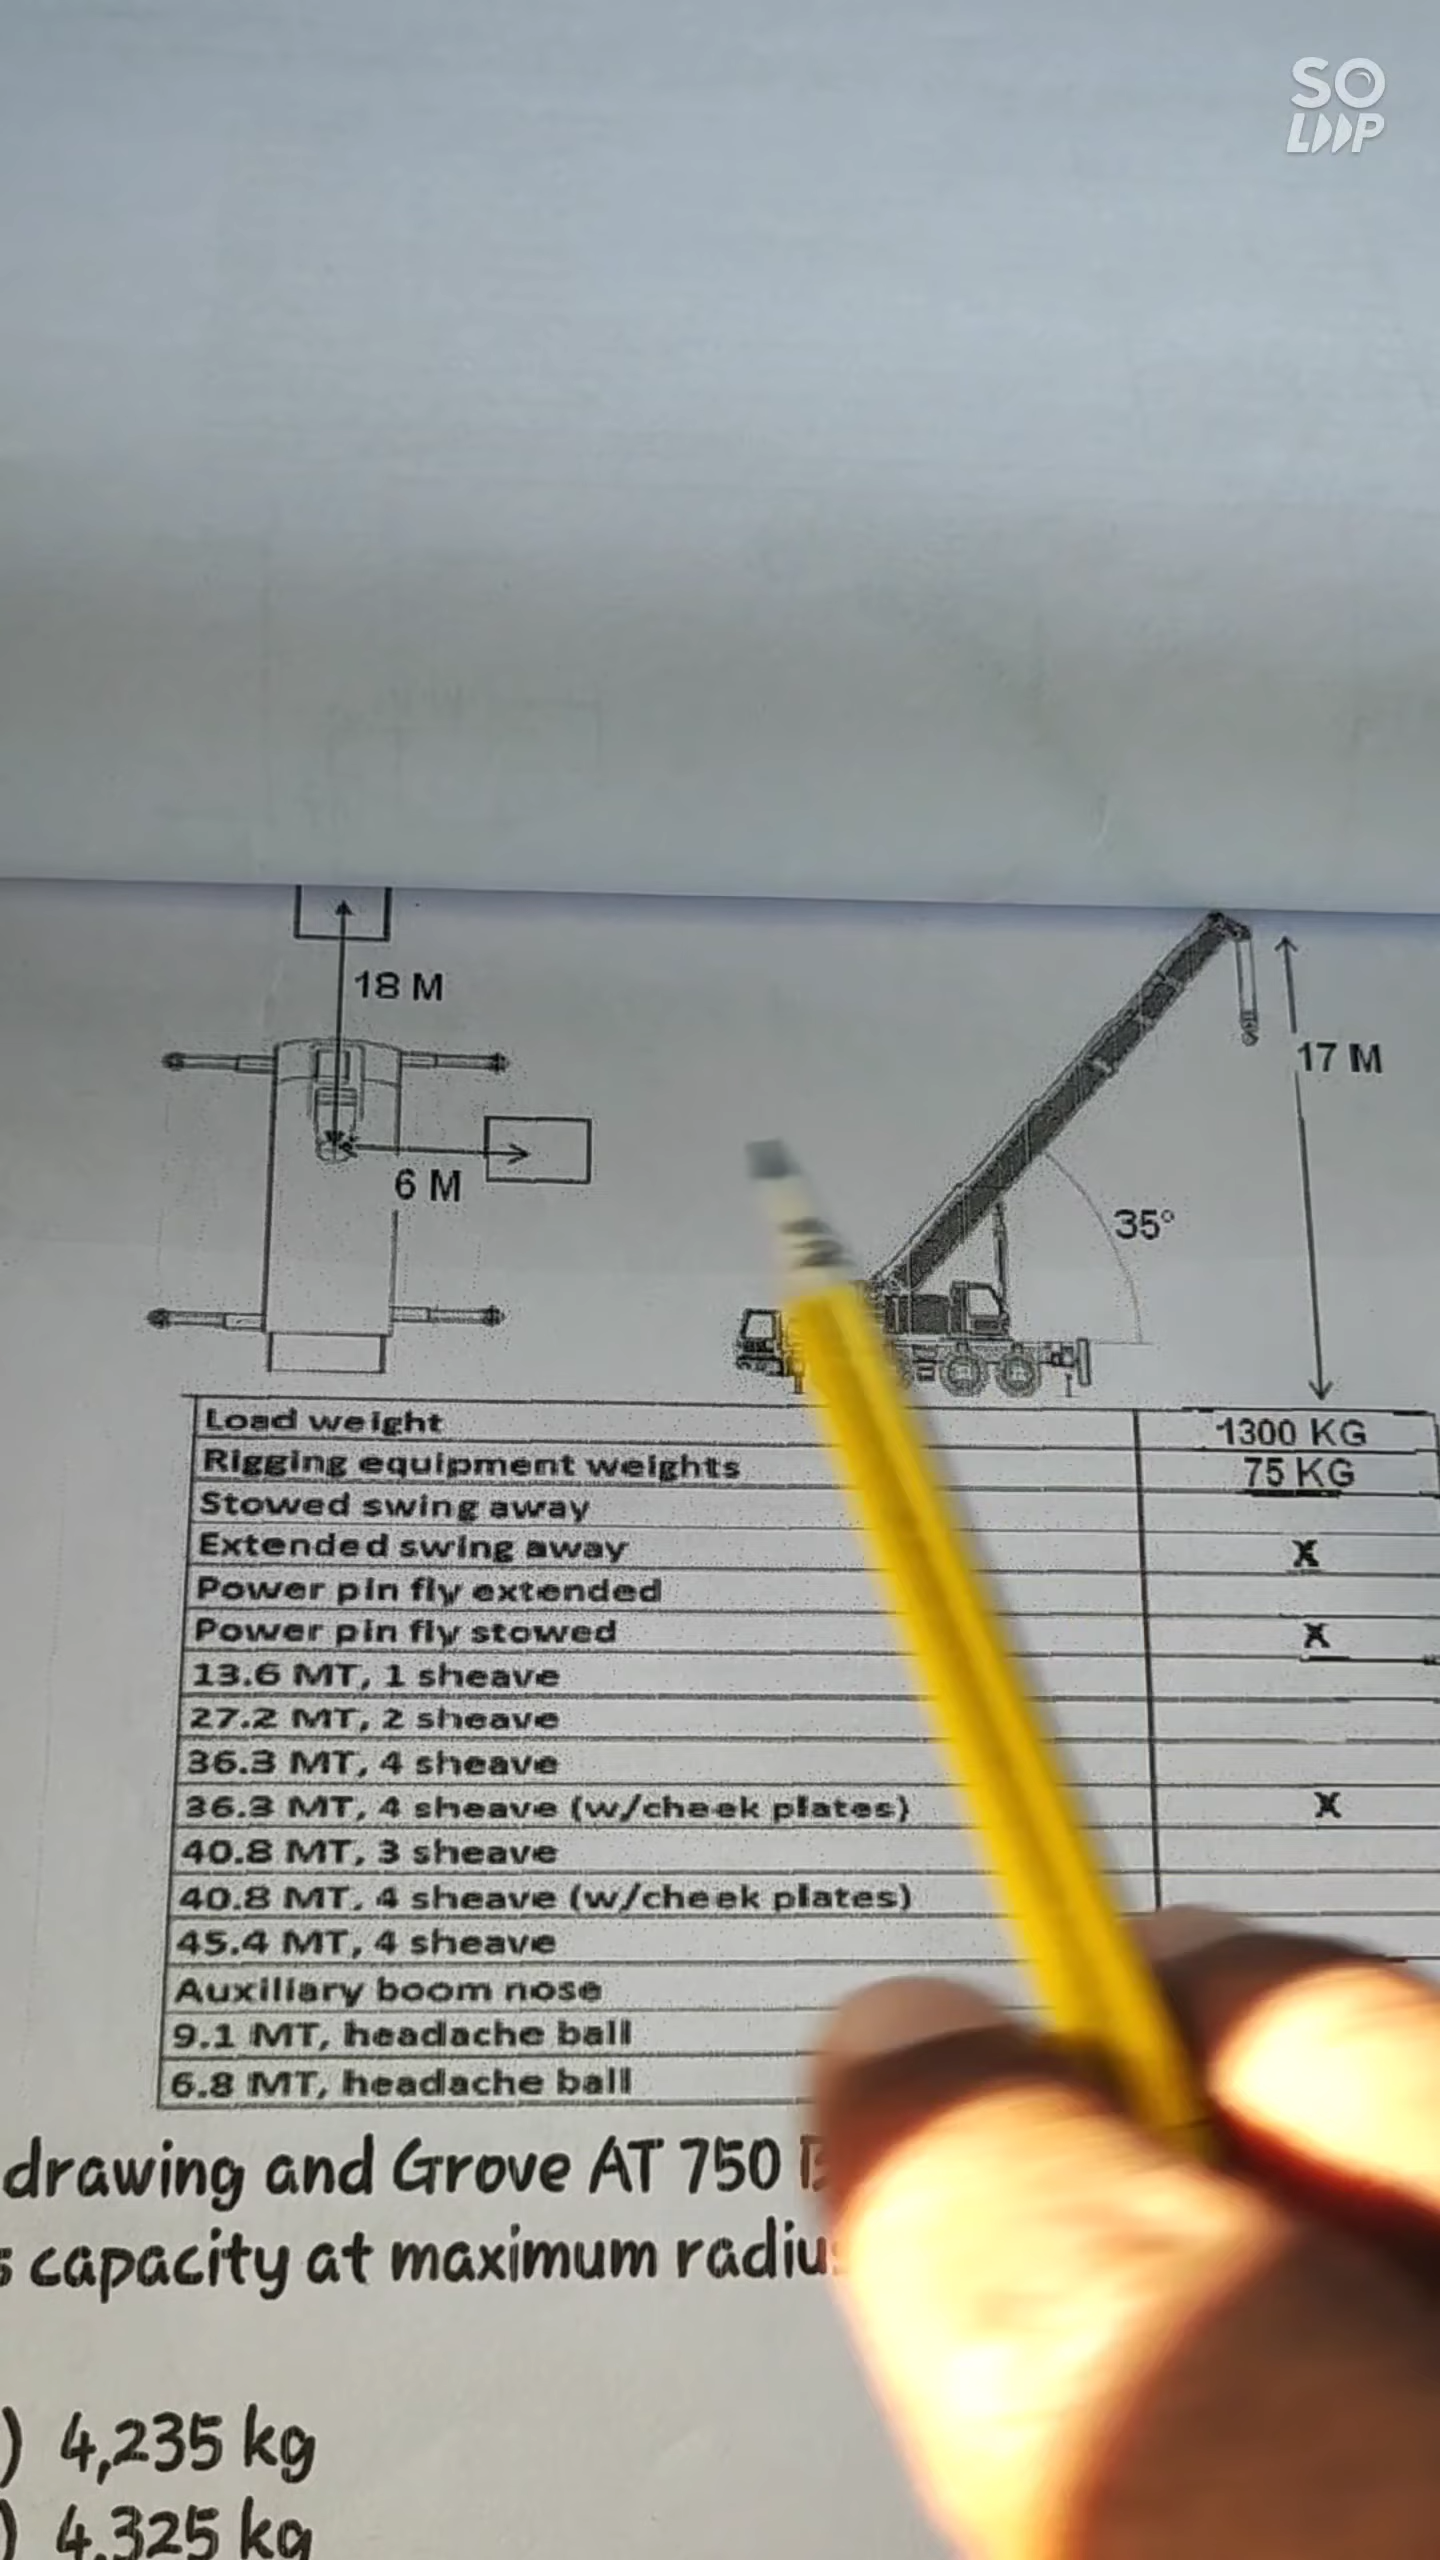 SO
LOOP
18 M
17 M
6 M
35°
Load weight 1300 KG
Rigging equipment weights 75 KG
Stowed swing away
Extended swing away X
Power pin fly extended
Power pin fly stowed X
13.6 MT, 1 sheave
27.2 MT, 2 sheave
36.3 MT, 4 sheave
36.3 MT, 4 sheave (w/cheek plates) X
40.8 MT, 3 sheave
40.8 MT, 4 sheave (w/cheek plates)
45.4 MT, 4 sheave
Auxiliary boom nose
9.1 MT, headache ball
6.8 MT, headache ball
drawing and Grove AT 750
capacity at maximum
) 4,235 kg
) 4,325 kg